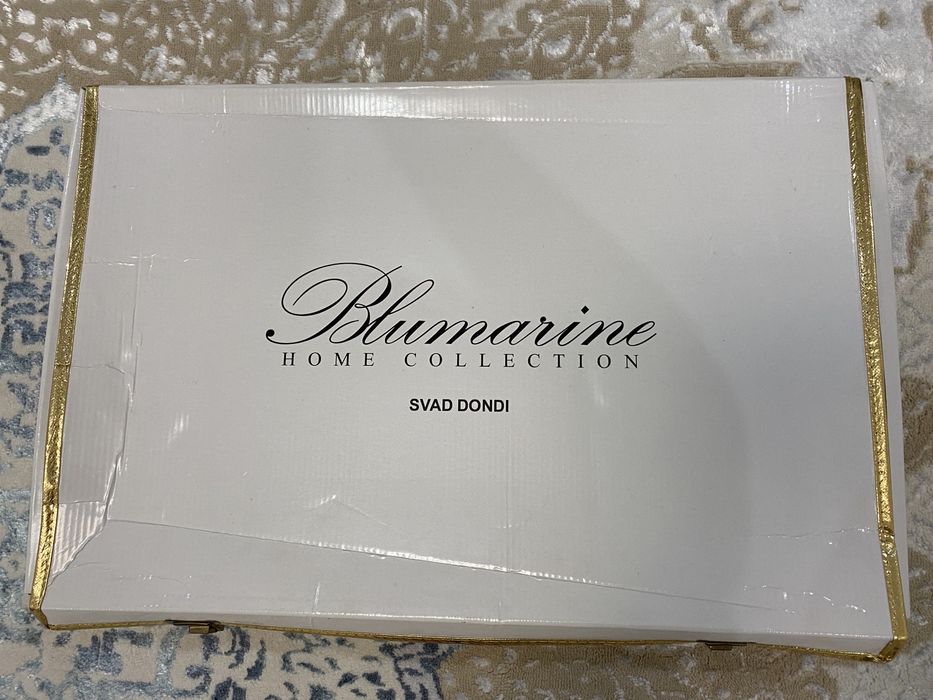 Blumarine
HOME COLLECTION
SVAD DONDI